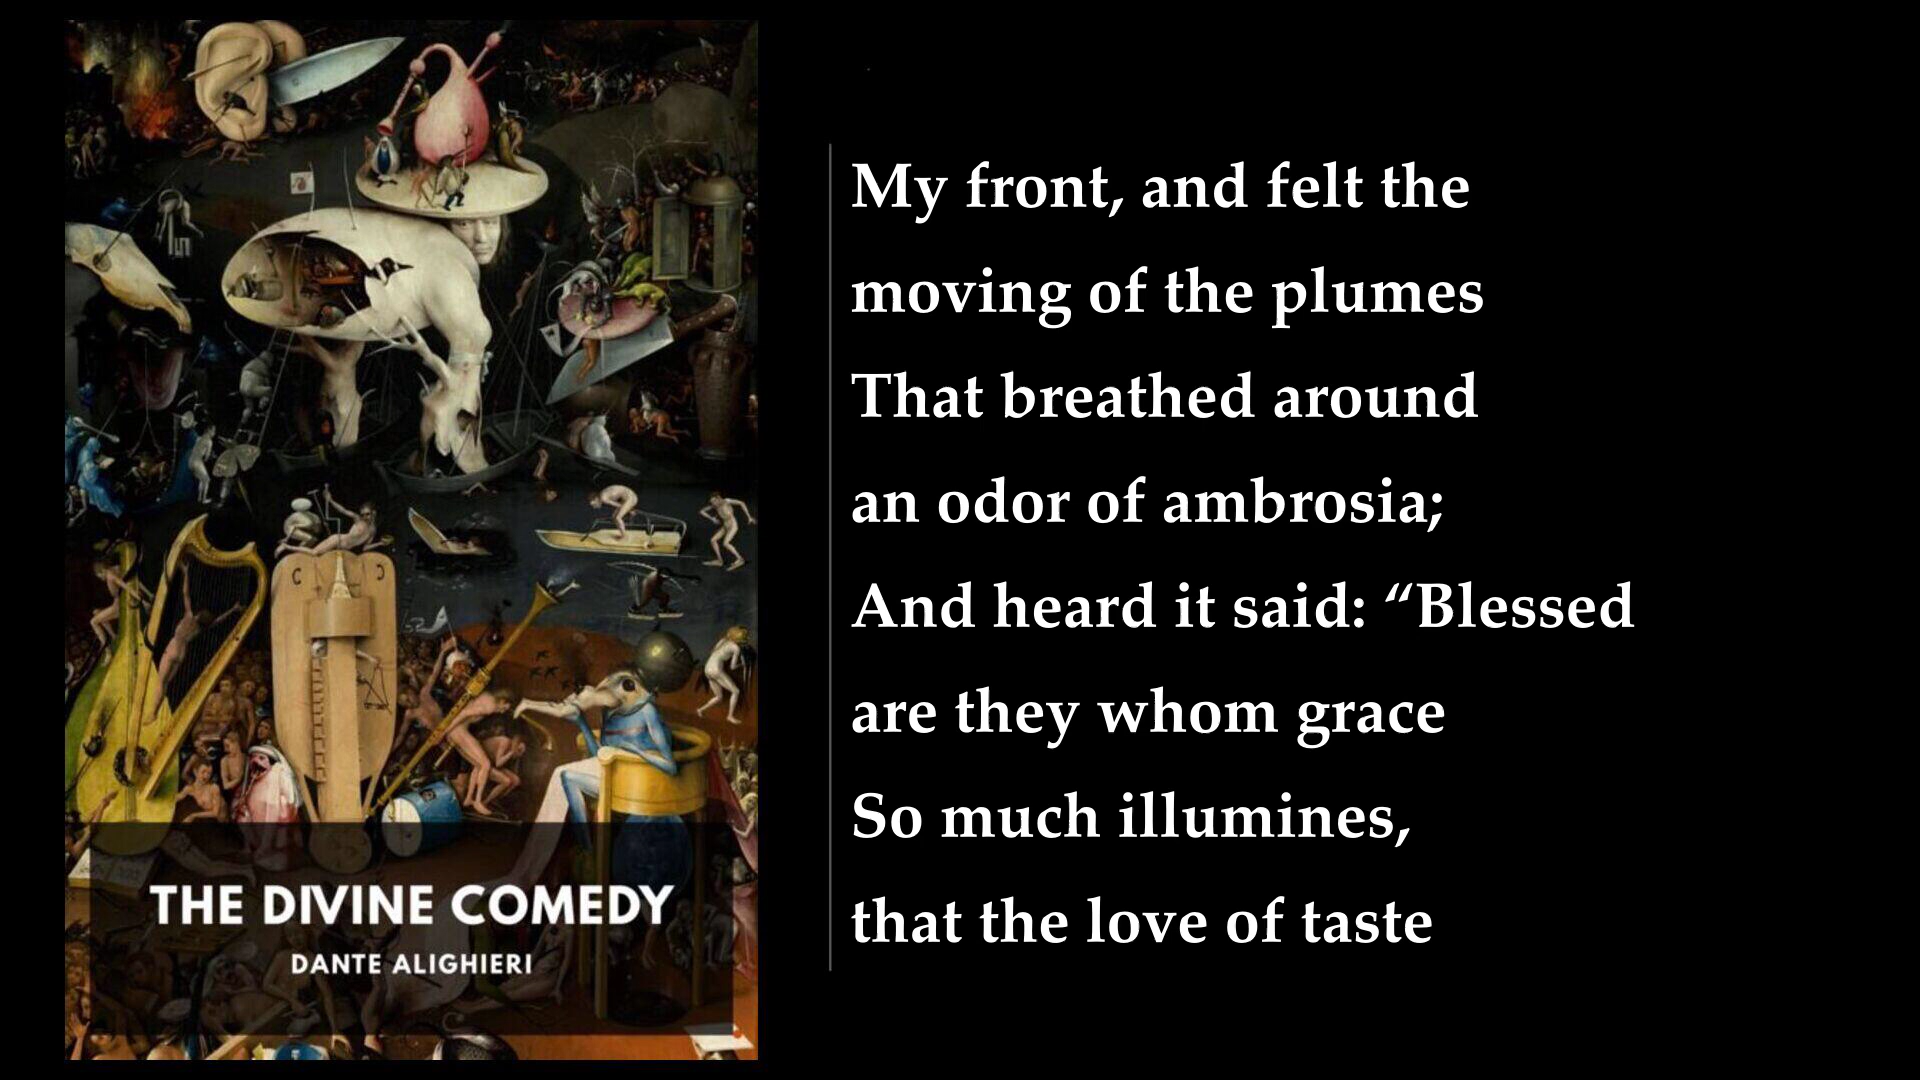 My front, and felt the
moving of the plumes
That breathed around
an odor of ambrosia;
And heard it said: “Blessed
are they whom grace
So much illumines,
that the love of taste
THE DIVINE COMEDY
DANTE ALIGHIERI